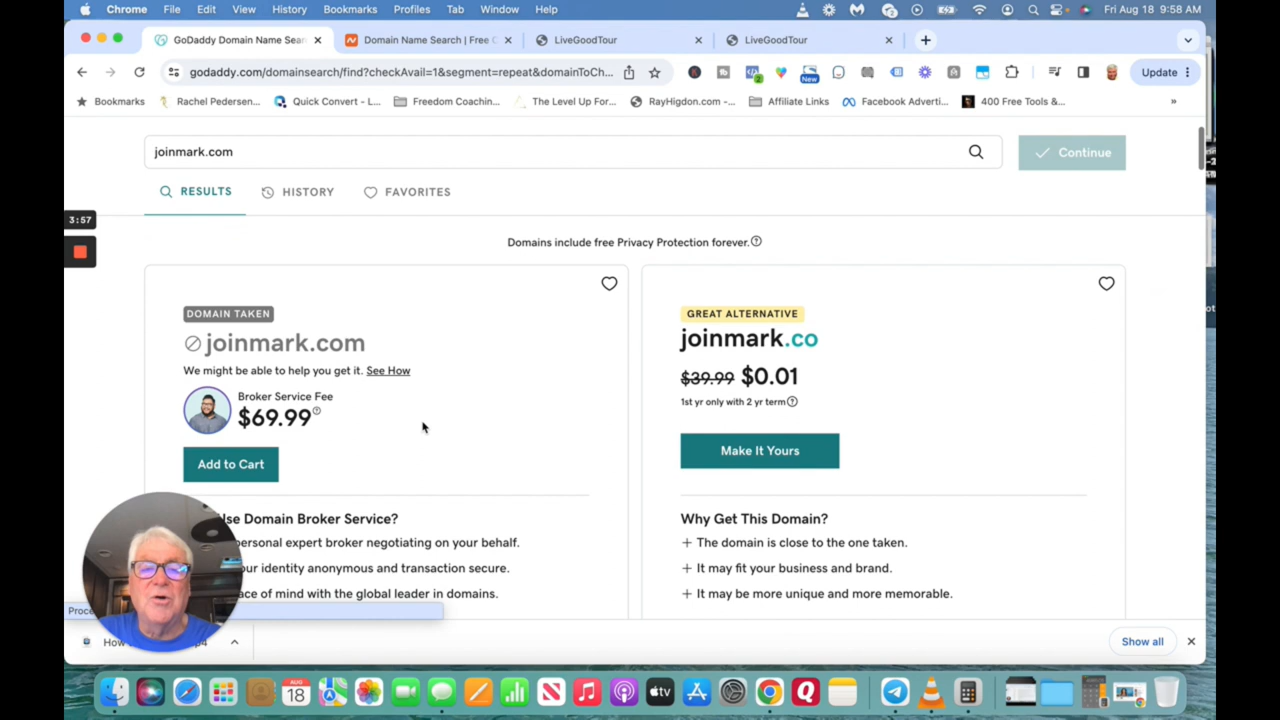 Chrome File Edit View History Bookmarks Profiles Tab Window Help Fri Aug 18 9:58 AM
GoDaddy Domain Name Sear Domain Name Search | Free C LiveGoodTour LiveGoodTour
godaddy.com/domainsearch/find?checkAvail=1&segment=repeat&domainToCh... New Update
Bookmarks Rachel Pedersen... Quick Convert - L... Freedom Coachin... The Level Up For... RayHigdon.com -... Affiliate Links Facebook Adverti... 400 Free Tools &... »
joinmark.com Continue
RESULTS HISTORY FAVORITES
3:57
Domains include free Privacy Protection forever.
DOMAIN TAKEN
joinmark.com
We might be able to help you get it. See How
Broker Service Fee
$69.99
Add to Cart
Use Domain Broker Service?
personal expert broker negotiating on your behalf.
our identity anonymous and transaction secure.
ace of mind with the global leader in domains.
GREAT ALTERNATIVE
joinmark.co
$39.99 $0.01
1st yr only with 2 yr term
Make It Yours
Why Get This Domain?
+ The domain is close to the one taken.
+ It may fit your business and brand.
+ It may be more unique and more memorable.
Proce
How p4 Show all
AUG
18
tv